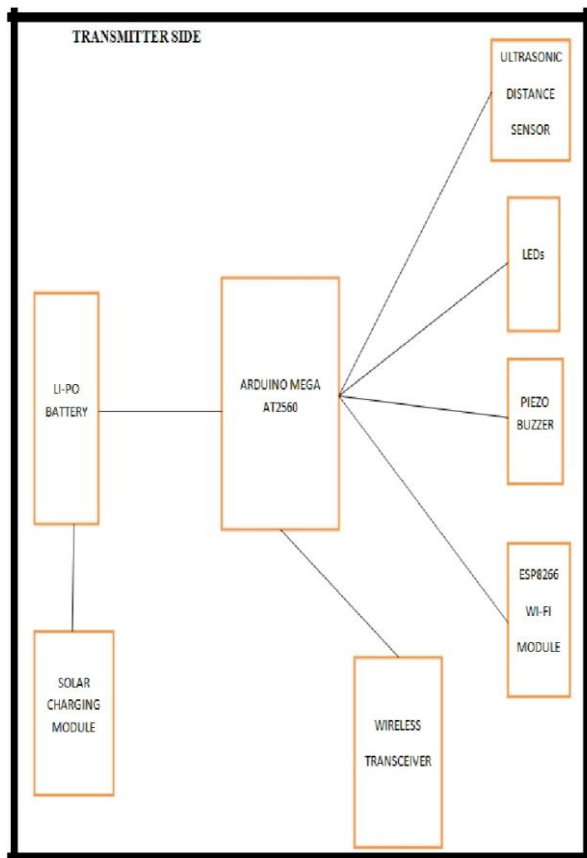 TRANSMITTER SIDE
ULTRASONIC
DISTANCE
SENSOR
LEDs
LI-PO
BATTERY
ARDUINO MEGA
AT2560
PIEZO
BUZZER
ESP8266
WI-FI
MODULE
SOLAR
CHARGING
MODULE
WIRELESS
TRANSCEIVER